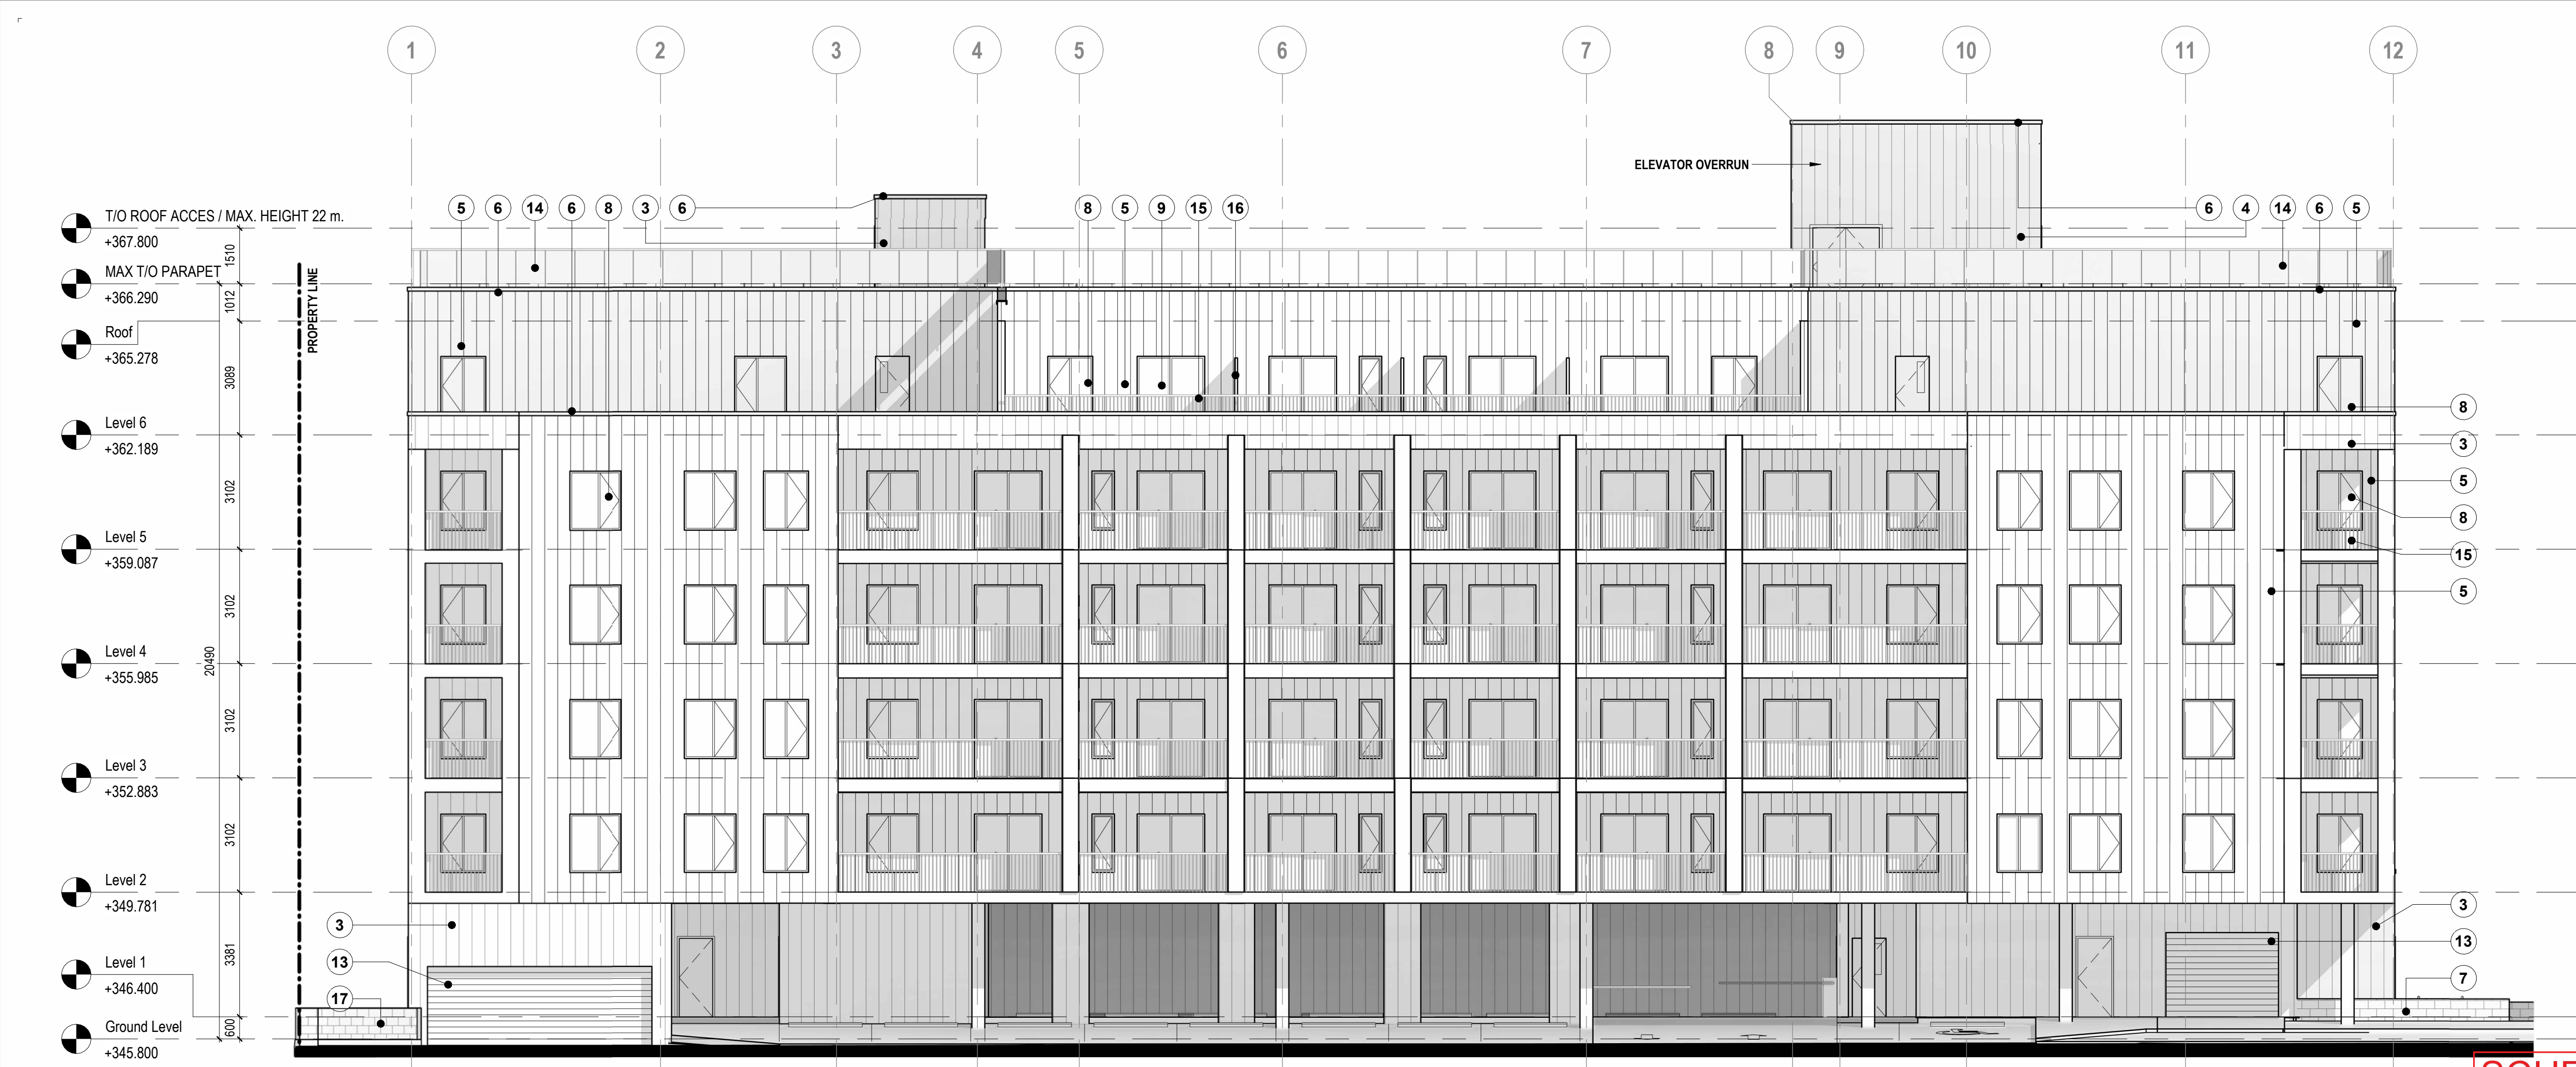 1 2 3 4 5 6 7 8 9 10 11 12
ELEVATOR OVERRUN
5 6 14 6 8 3 6 8 5 9 15 16 6 4 14 6 5
T/O ROOF ACCES / MAX. HEIGHT 22 m.
+367.800
1510
MAX T/O PARAPET
+366.290
PROPERTY LINE
1012
Roof
+365.278
3089
8
Level 6
+362.189
3
3102
5
8
Level 5
+359.087
15
3102
5
Level 4
+355.985
20490
3102
Level 3
+352.883
3102
Level 2
+349.781
3
3
3381
13
Level 1
+346.400
13
17
7
600
Ground Level
+345.800